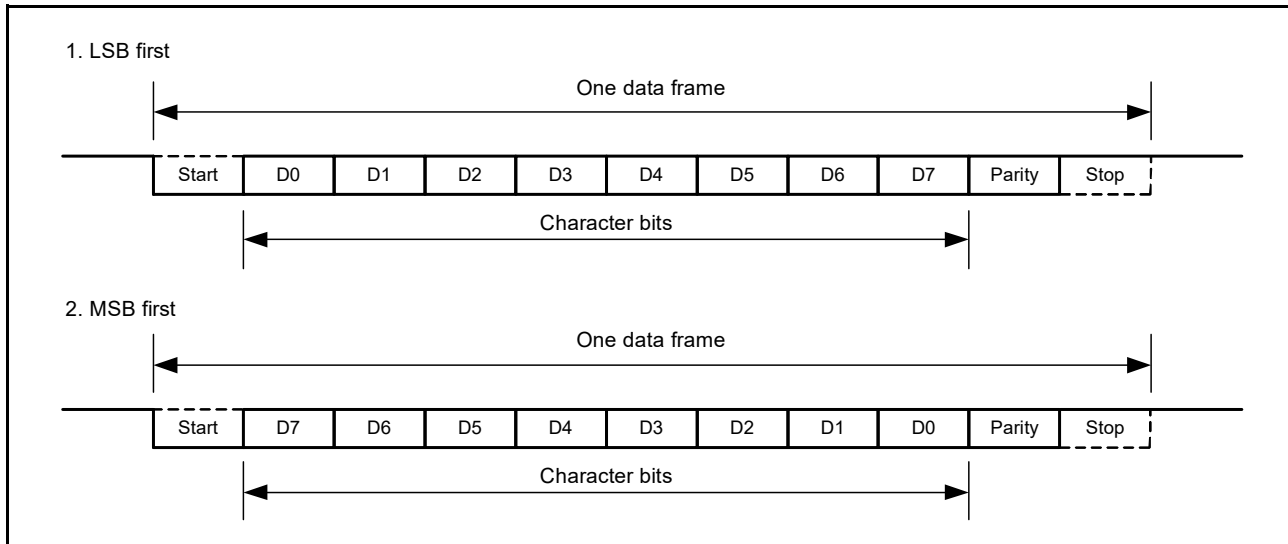 1. LSB first
One data frame
Start D0 D1 D2 D3 D4 D5 D6 D7 Parity Stop
Character bits
2. MSB first
One data frame
Start D7 D6 D5 D4 D3 D2 D1 D0 Parity Stop
Character bits